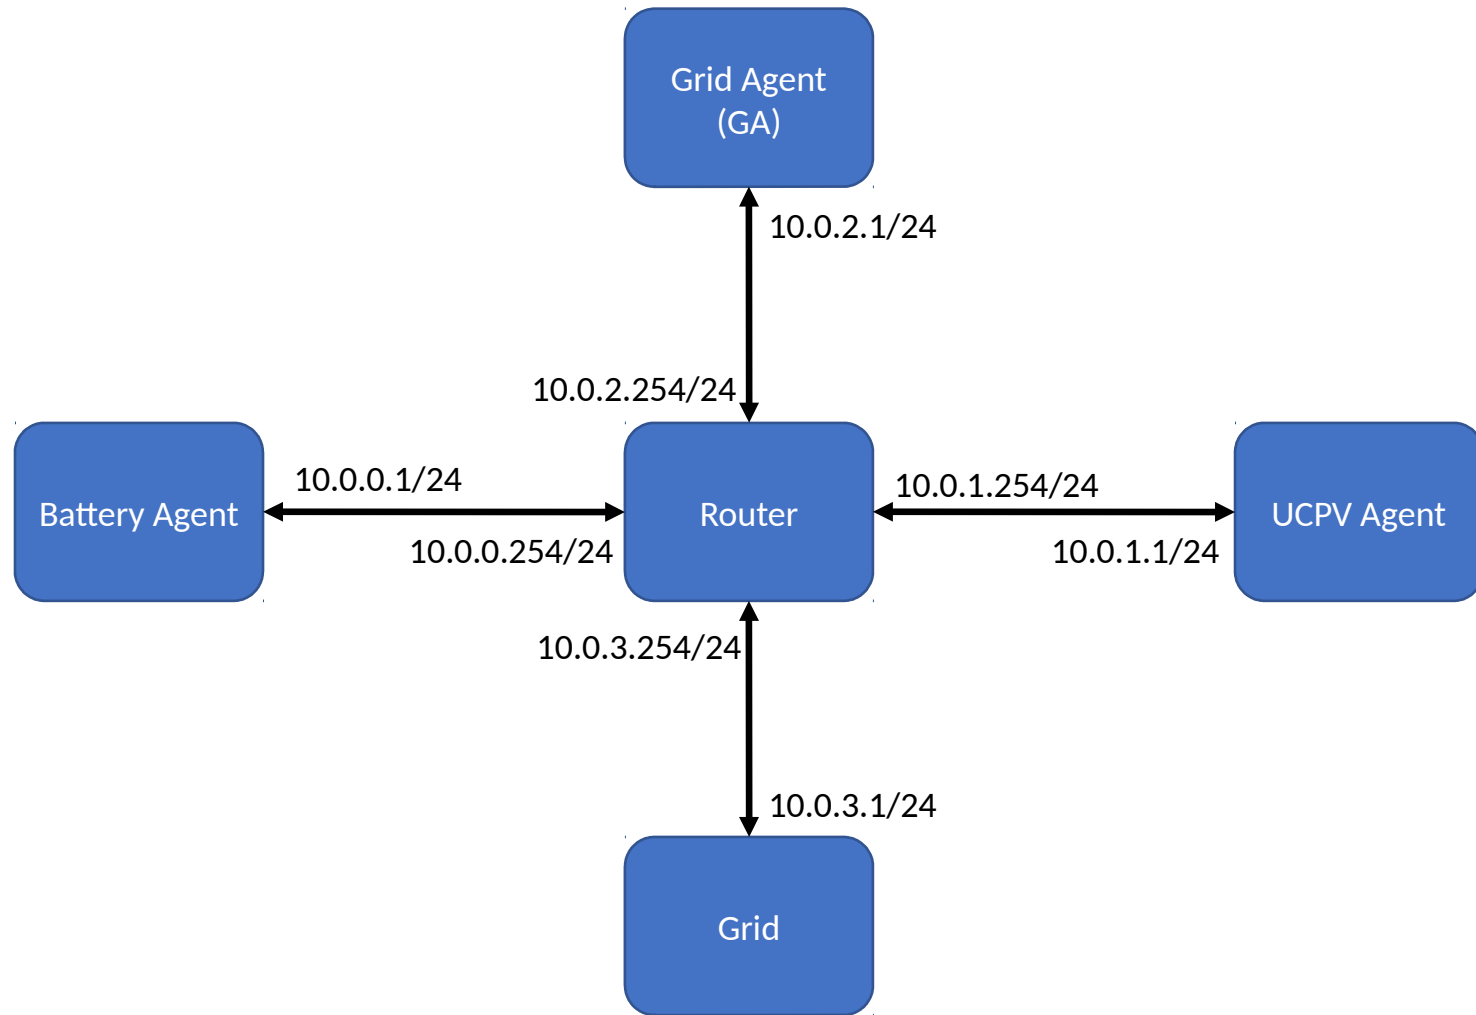 Grid Agent
(GA)
10.0.2.1/24
10.0.2.254/24
10.0.0.1/24
10.0.1.254/24
Battery Agent
Router
UCPV Agent
10.0.0.254/24
10.0.1.1/24
10.0.3.254/24
10.0.3.1/24
Grid